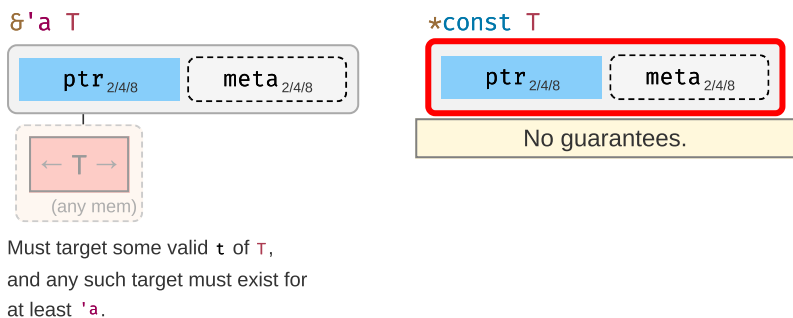 &'a T
ptr2/4/8 meta2/4/8
← T →
(any mem)
Must target some valid t of T,
and any such target must exist for
at least 'a.
*const T
ptr2/4/8 meta2/4/8
No guarantees.